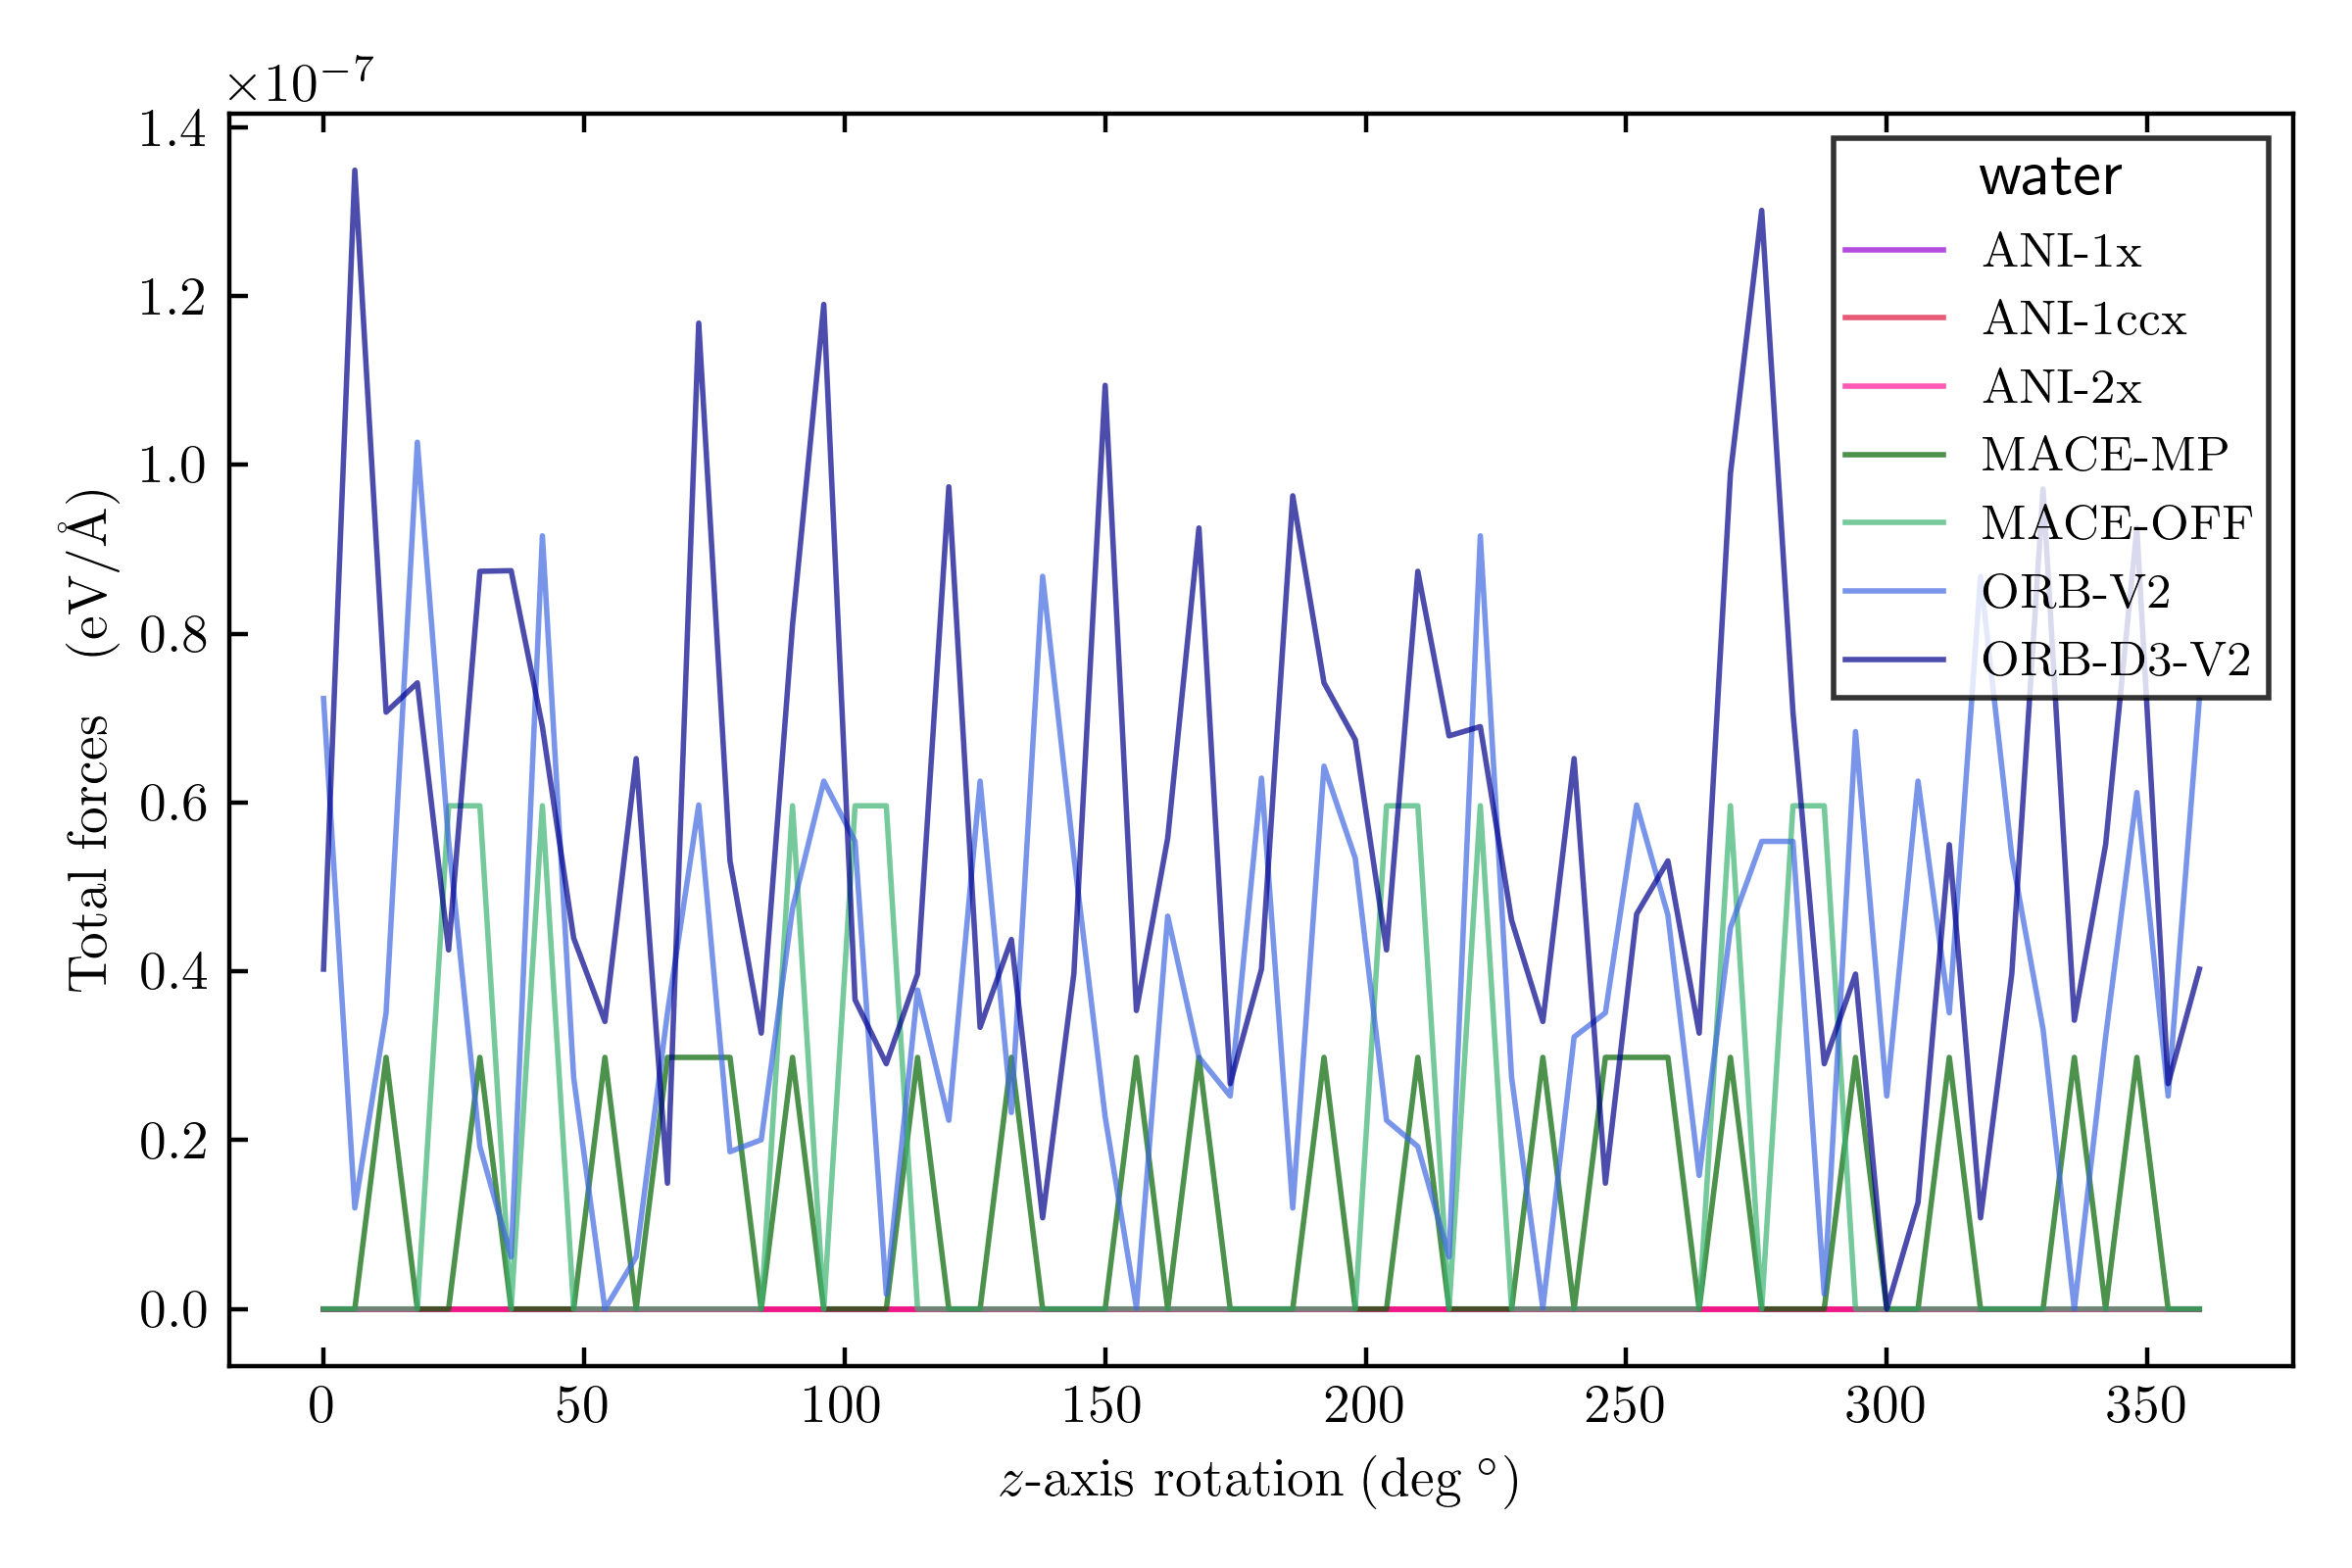 ×10⁻⁷
1.4
1.2
1.0
0.8
0.6
0.4
0.2
0.0
Total forces (eV/Å)
water
ANI-1x
ANI-1ccx
ANI-2x
MACE-MP
MACE-OFF
ORB-V2
ORB-D3-V2
0 50 100 150 200 250 300 350
z-axis rotation (deg °)